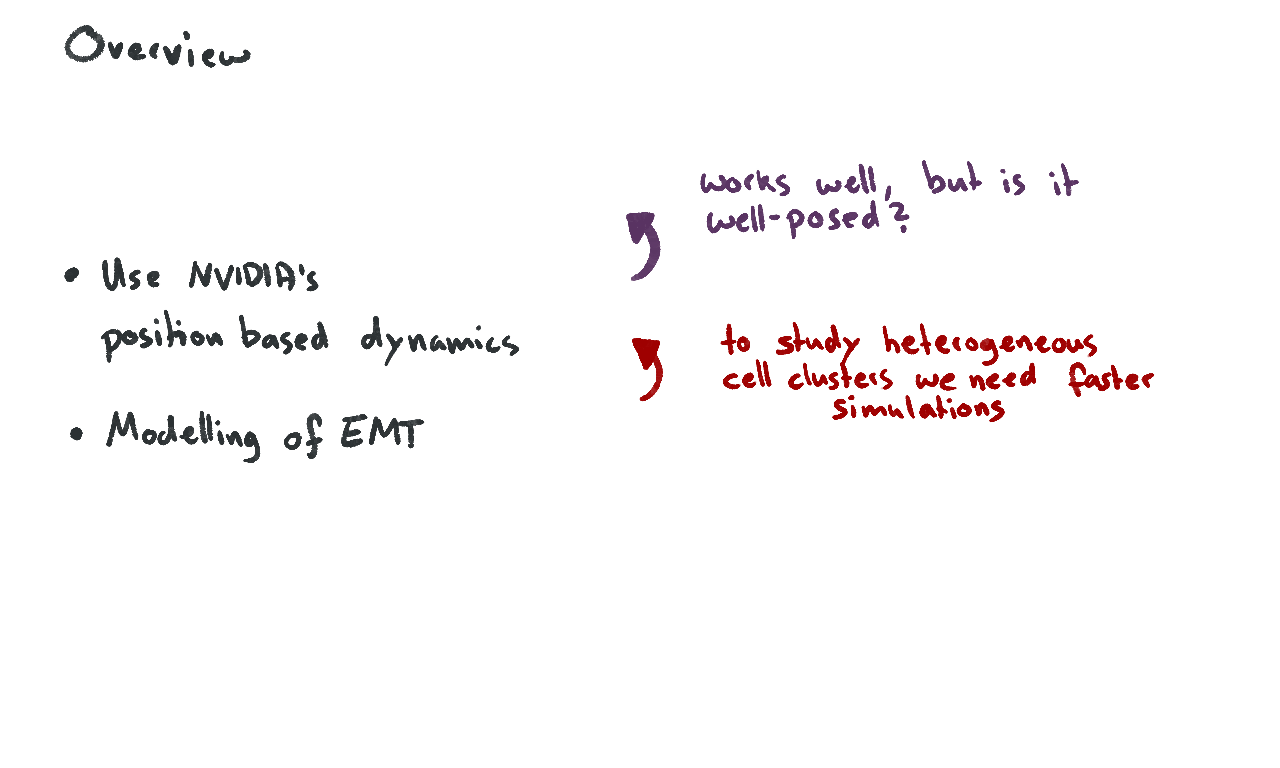 Overview
works well, but is it
well-posed?
• Use NVIDIA's
position based dynamics
to study heterogeneous
cell clusters we need faster
simulations
• Modelling of EMT